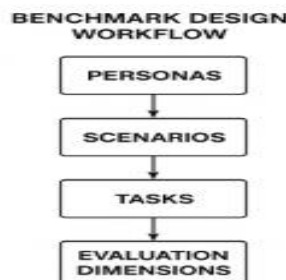 BENCHMARK DESIGN
WORKFLOW
PERSONAS
SCENARIOS
TASKS
EVALUATION
DIMENSIONS